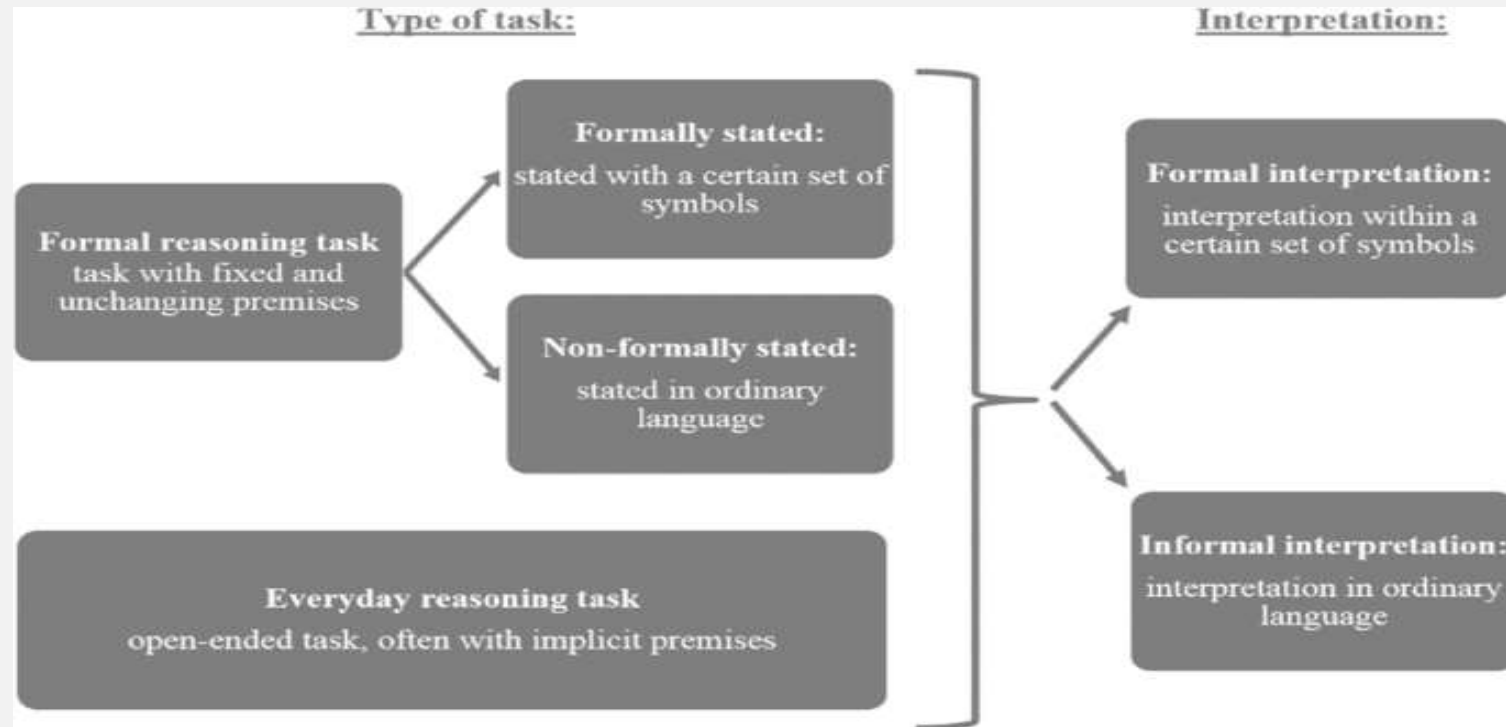 Type of task:
Interpretation:
Formally stated:
stated with a certain set of
symbols
Formal reasoning task
task with fixed and
unchanging premises
Non-formally stated:
stated in ordinary
language
Everyday reasoning task
open-ended task, often with implicit premises
Formal interpretation:
interpretation within a
certain set of symbols
Informal interpretation:
interpretation in ordinary
language